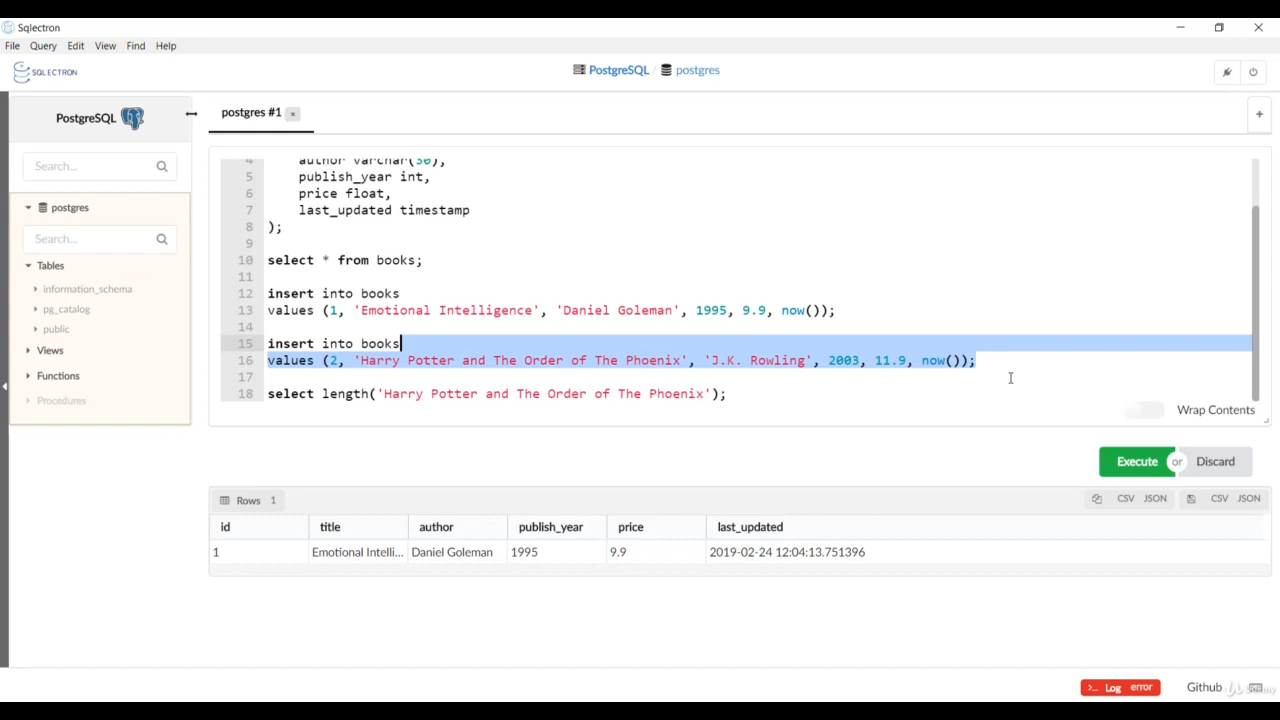 Sqlectron
File Query Edit View Find Help
SQLECTRON
PostgreSQL / postgres
PostgreSQL
postgres #1 ×
+
Search...
postgres
Search...
Tables
information_schema
pg_catalog
public
Views
Functions
Procedures
4 author varchar(30),
5 publish_year int,
6 price float,
7 last_updated timestamp
8 );
9
10 select * from books;
11
12 insert into books
13 values (1, 'Emotional Intelligence', 'Daniel Goleman', 1995, 9.9, now());
14
15 insert into books
16 values (2, 'Harry Potter and The Order of The Phoenix', 'J.K. Rowling', 2003, 11.9, now());
17
18 select length('Harry Potter and The Order of The Phoenix');
Wrap Contents
Execute or Discard
Rows 1 CSV JSON CSV JSON
id title author publish_year price last_updated
1 Emotional Intelli... Daniel Goleman 1995 9.9 2019-02-24 12:04:13.751396
>_ Log error Github
Udemy